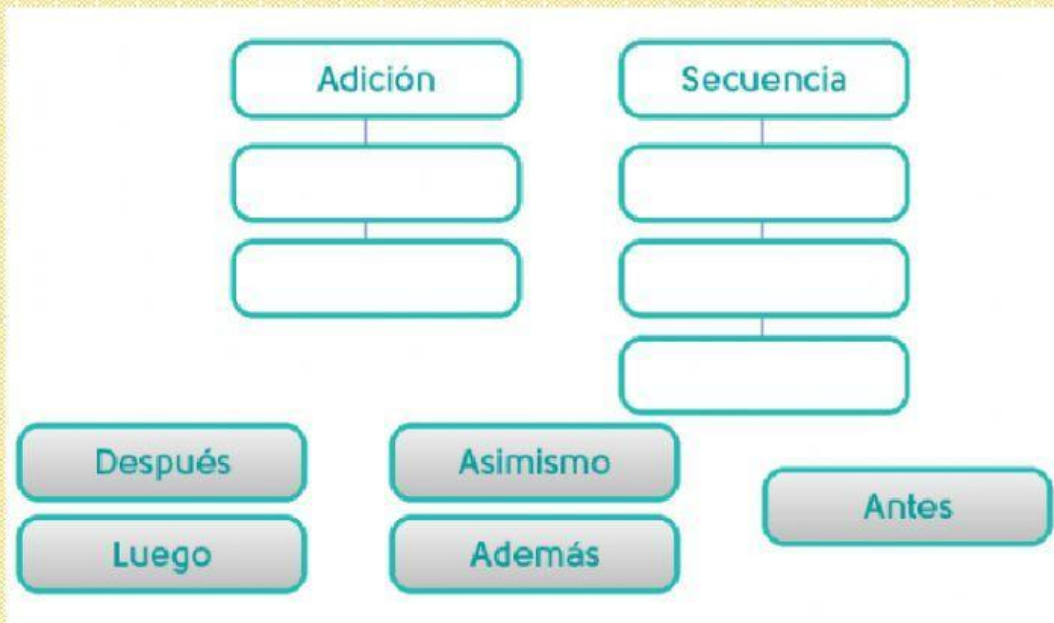 Adición
Secuencia
Después
Asimismo
Antes
Luego
Además